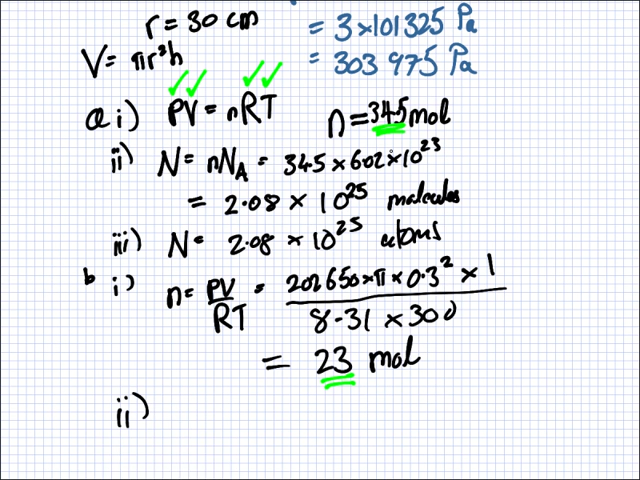 r = 30 cm
= 3 x 101325 Pa
V = πr²h
= 303 975 Pa
a i) PV = nRT n = 34.5 mol
ii) N = nNA = 34.5 x 6.02 x 10²³
= 2.08 x 10²⁵ molecules
iii) N = 2.08 x 10²⁵ atoms
b i) n = PV/RT = 202650 x π x 0.3² x 1 / 8.31 x 300
= 23 mol
ii)